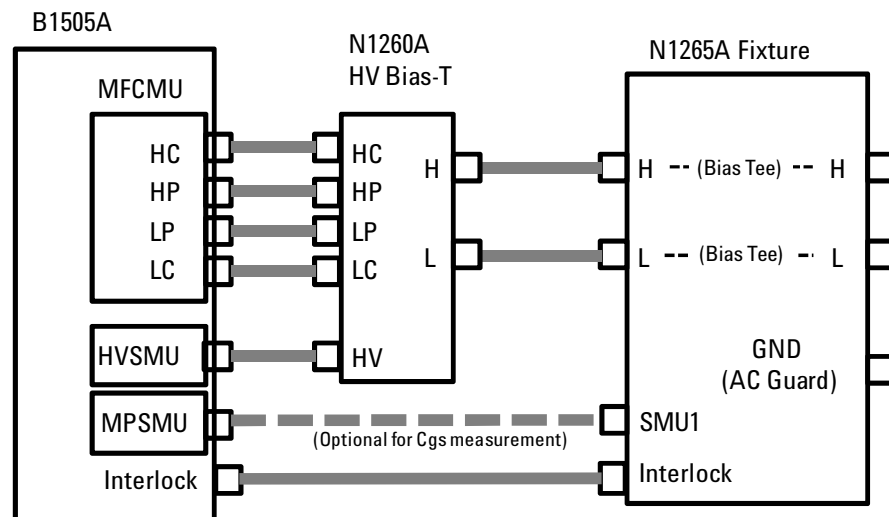 B1505A
N1260A
HV Bias-T
N1265A Fixture
MFCMU
HC
HP
LP
LC
HC
HP
LP
LC
H
L
H -- (Bias Tee) -- H
L -- (Bias Tee) -- L
HVSMU
HV
GND
(AC Guard)
MPSMU
(Optional for Cgs measurement)
SMU1
Interlock
Interlock